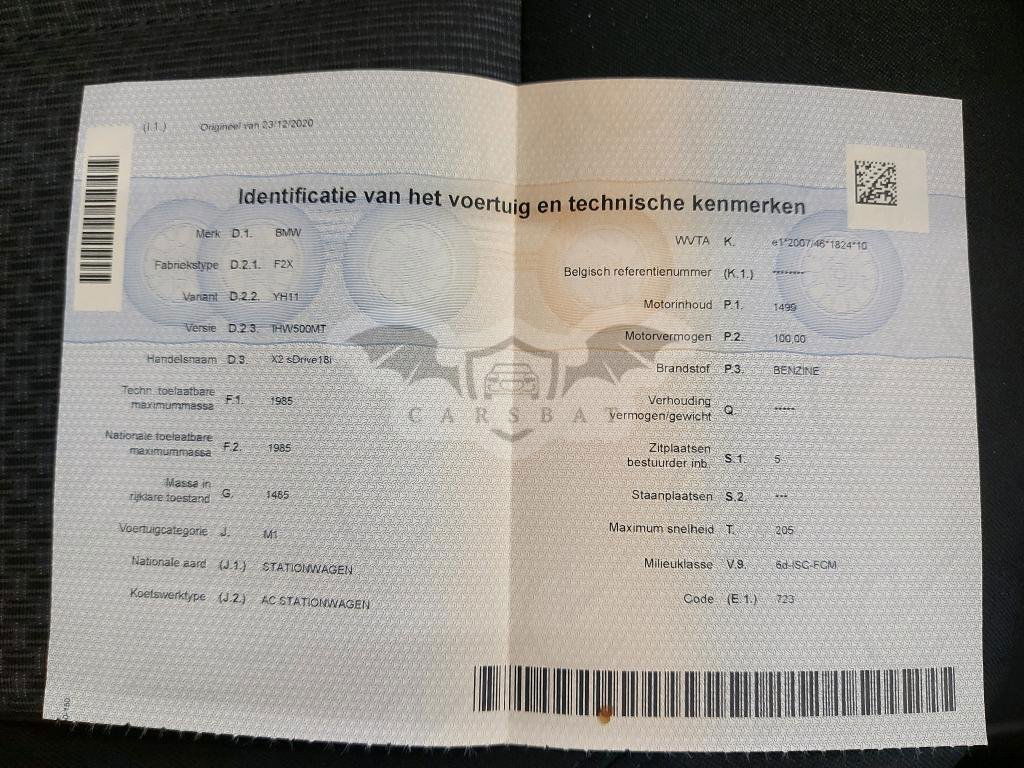 (I.1.) Origineel van 23/12/2020
Identificatie van het voertuig en technische kenmerken
Merk D.1. BMW
Fabriekstype D.2.1. F2X
Variant D.2.2. YH11
Versie D.2.3. 1HW500MT
Handelsnaam D.3. X2 sDrive18i
Techn. toelaatbare
maximummassa F.1. 1985
Nationale toelaatbare
maximummassa F.2. 1985
Massa in
rijklare toestand G. 1485
Voertuigcategorie J. M1
Nationale aard (J.1.) STATIONWAGEN
Koetswerktype (J.2.) AC STATIONWAGEN
WVTA K. e1*2007/46*1824*10
Belgisch referentienummer (K.1.) --------
Motorinhoud P.1. 1499
Motorvermogen P.2. 100.00
Brandstof P.3. BENZINE
Verhouding
vermogen/gewicht Q. -----
Zitplaatsen
bestuurder inb. S.1. 5
Staanplaatsen S.2. ---
Maximum snelheid T. 205
Milieuklasse V.9. 6d-ISC-FCM
Code (E.1.) 723
CARSBAY